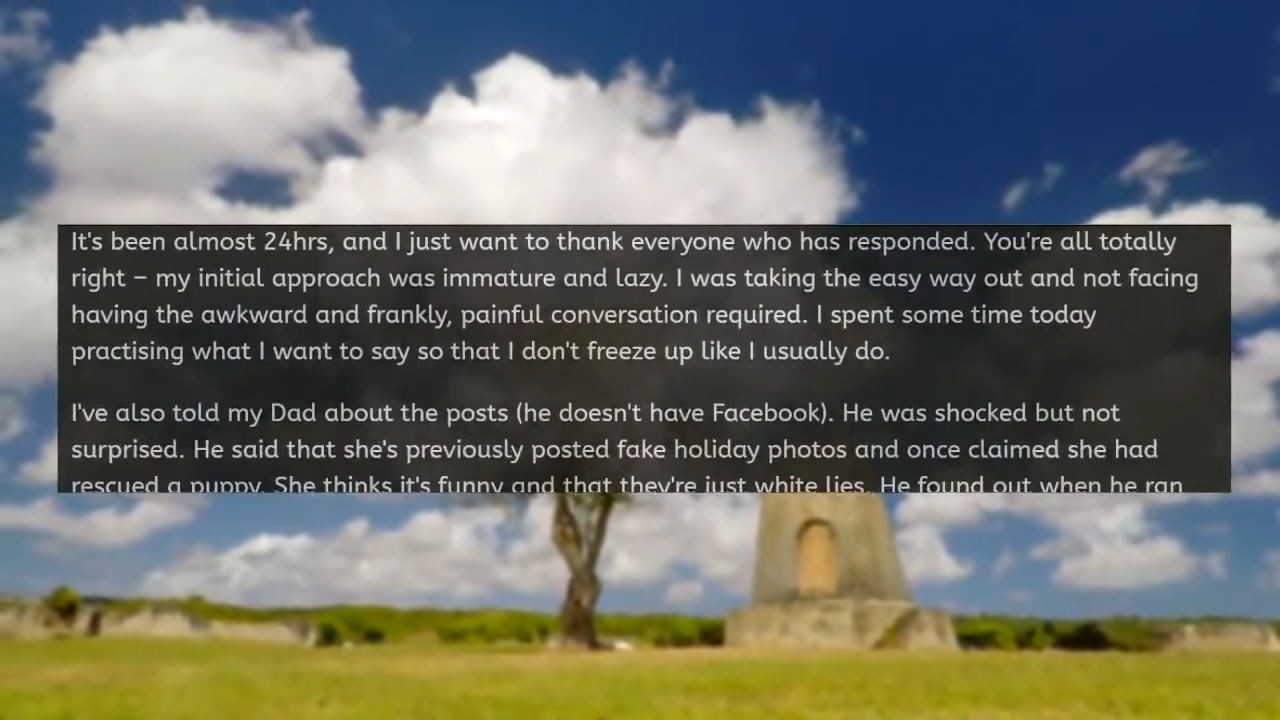 It's been almost 24hrs, and I just want to thank everyone who has responded. You're all totally
right – my initial approach was immature and lazy. I was taking the easy way out and not facing
having the awkward and frankly, painful conversation required. I spent some time today
practising what I want to say so that I don't freeze up like I usually do.
I've also told my Dad about the posts (he doesn't have Facebook). He was shocked but not
surprised. He said that she's previously posted fake holiday photos and once claimed she had
rescued a puppy. She thinks it's funny and that they're just white lies. He found out when he ran